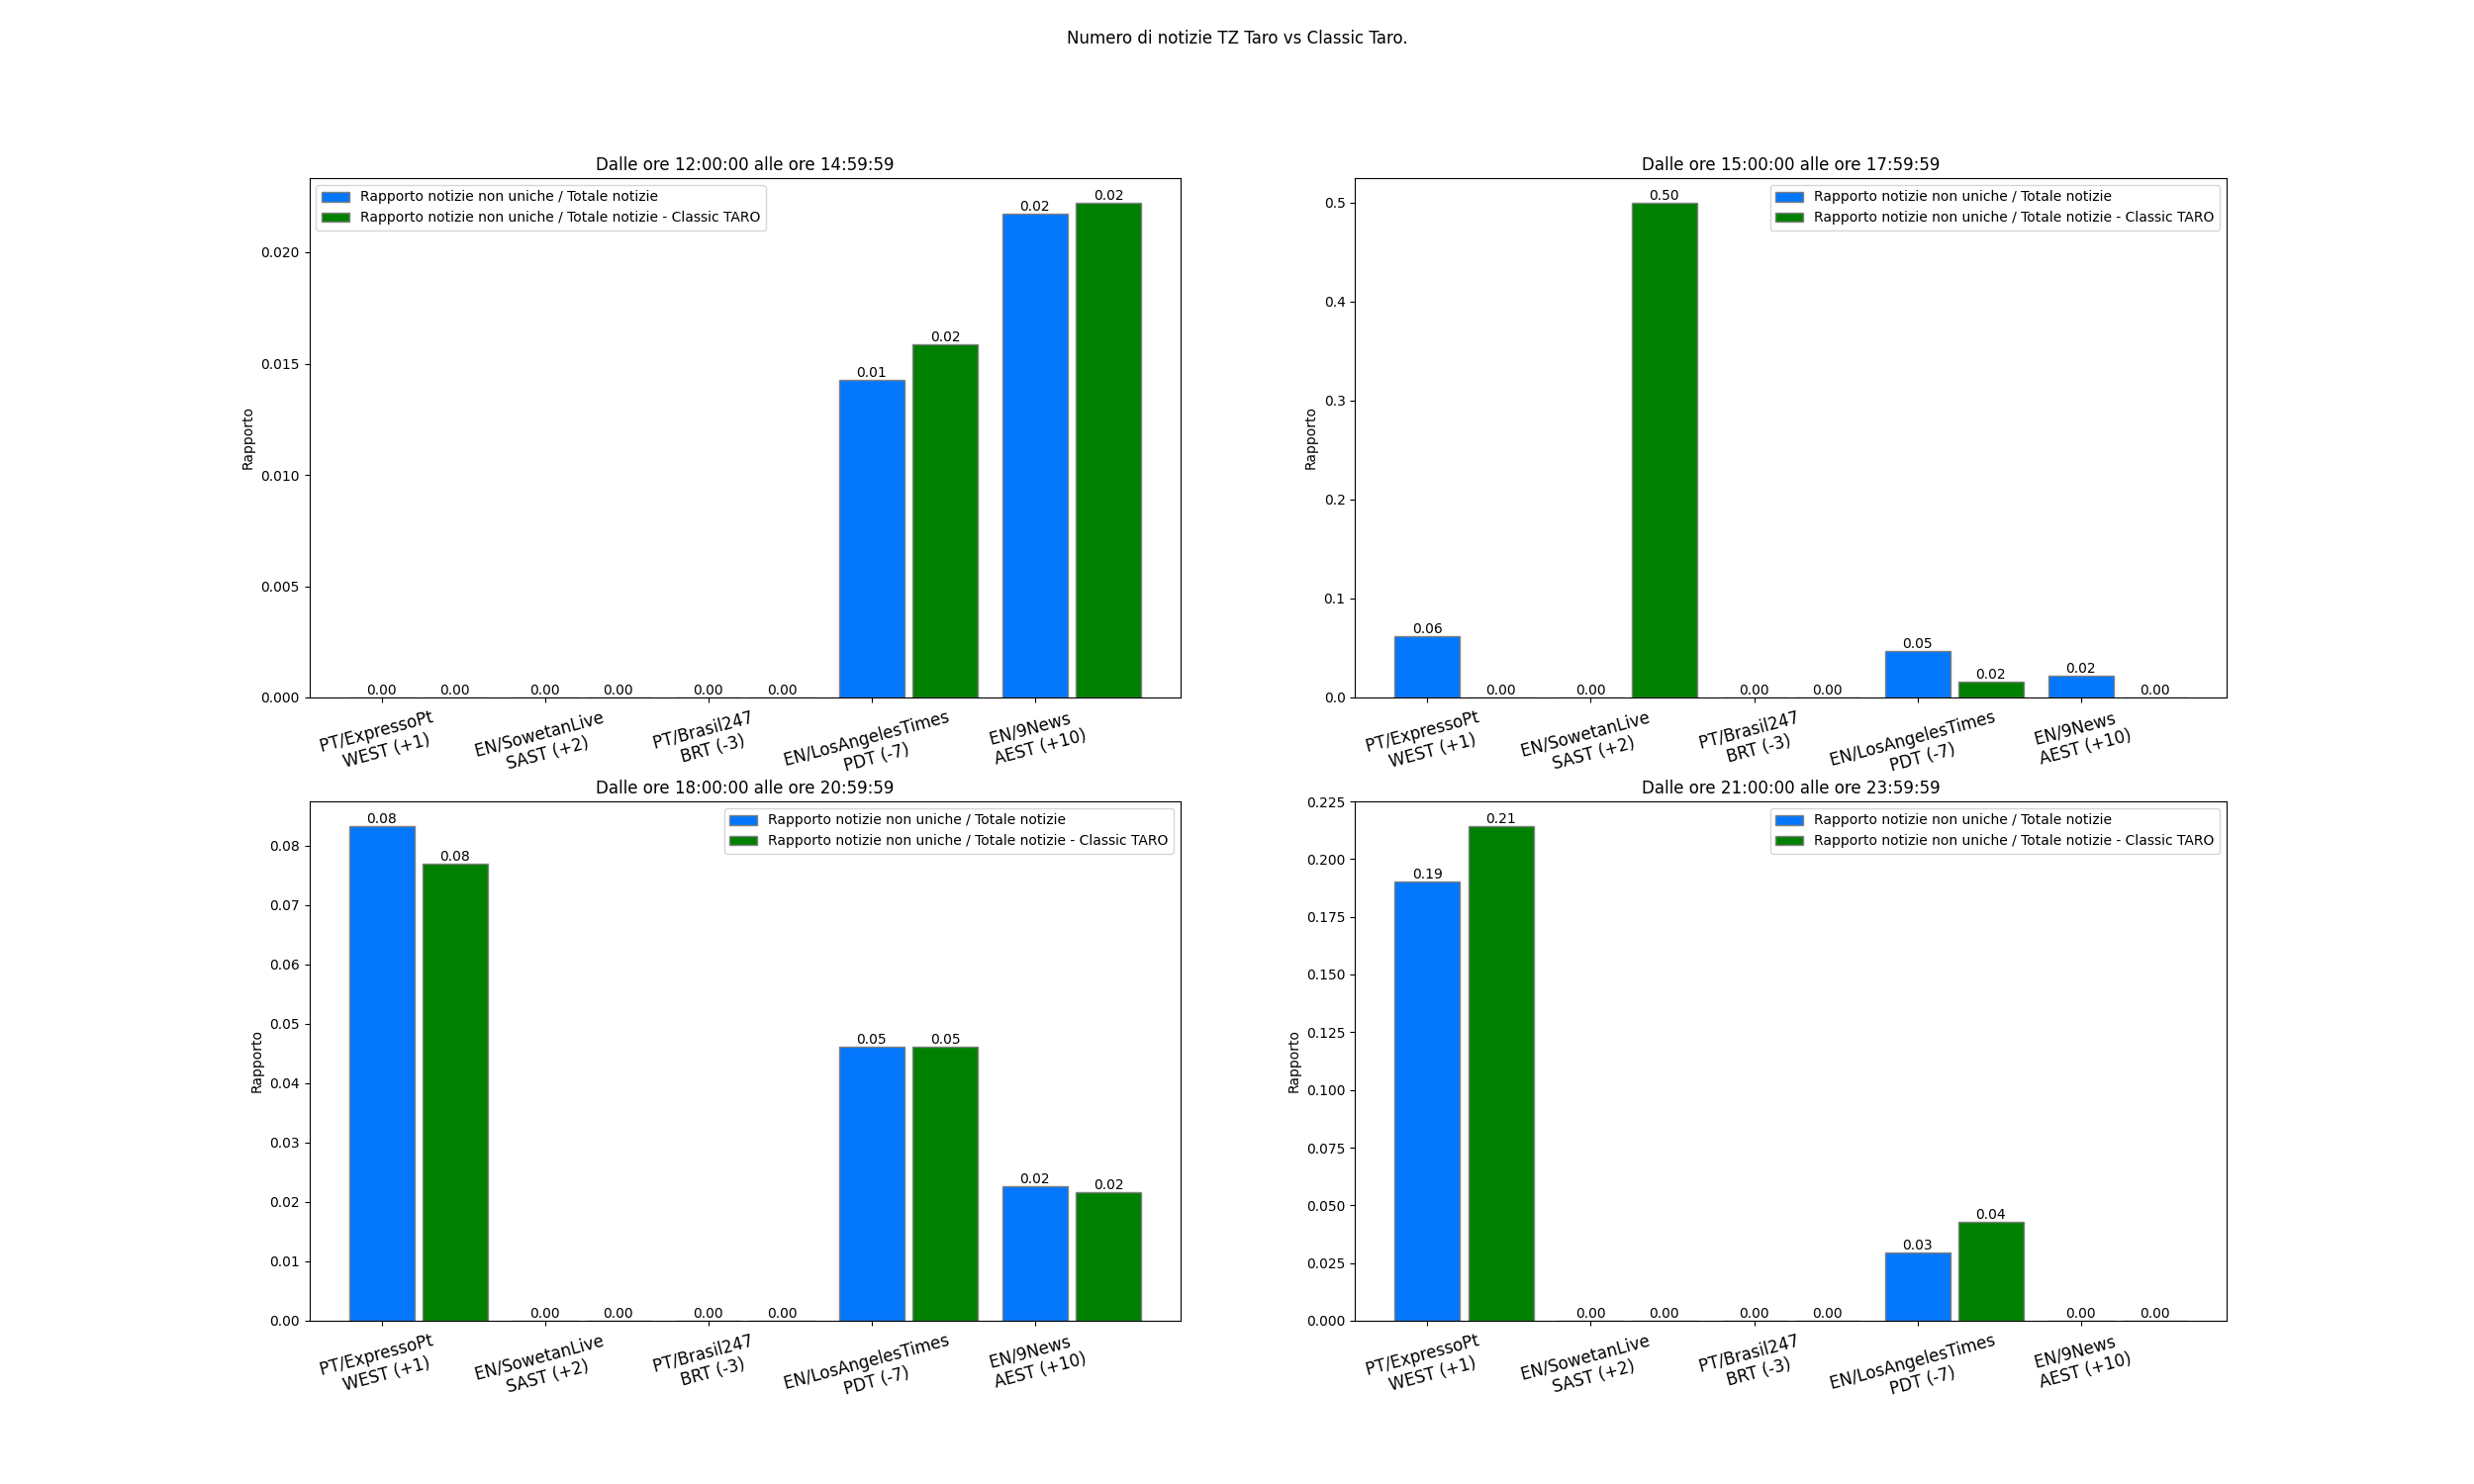 Numero di notizie TZ Taro vs Classic Taro.
Dalle ore 12:00:00 alle ore 14:59:59
Rapporto notizie non uniche / Totale notizie
Rapporto notizie non uniche / Totale notizie - Classic TARO
Rapporto
0.020
0.015
0.010
0.005
0.000
0.00 0.00 0.00 0.00 0.00 0.00 0.01 0.02 0.02 0.02
PT/ExpressoPt
WEST (+1)
EN/SowetanLive
SAST (+2)
PT/Brasil247
BRT (-3)
EN/LosAngelesTimes
PDT (-7)
EN/9News
AEST (+10)
Dalle ore 15:00:00 alle ore 17:59:59
Rapporto notizie non uniche / Totale notizie
Rapporto notizie non uniche / Totale notizie - Classic TARO
Rapporto
0.5
0.4
0.3
0.2
0.1
0.0
0.06 0.00 0.00 0.50 0.00 0.00 0.05 0.02 0.02 0.00
PT/ExpressoPt
WEST (+1)
EN/SowetanLive
SAST (+2)
PT/Brasil247
BRT (-3)
EN/LosAngelesTimes
PDT (-7)
EN/9News
AEST (+10)
Dalle ore 18:00:00 alle ore 20:59:59
Rapporto notizie non uniche / Totale notizie
Rapporto notizie non uniche / Totale notizie - Classic TARO
Rapporto
0.08
0.07
0.06
0.05
0.04
0.03
0.02
0.01
0.00
0.08 0.08 0.00 0.00 0.00 0.00 0.05 0.05 0.02 0.02
PT/ExpressoPt
WEST (+1)
EN/SowetanLive
SAST (+2)
PT/Brasil247
BRT (-3)
EN/LosAngelesTimes
PDT (-7)
EN/9News
AEST (+10)
Dalle ore 21:00:00 alle ore 23:59:59
Rapporto notizie non uniche / Totale notizie
Rapporto notizie non uniche / Totale notizie - Classic TARO
Rapporto
0.225
0.200
0.175
0.150
0.125
0.100
0.075
0.050
0.025
0.000
0.19 0.21 0.00 0.00 0.00 0.00 0.03 0.04 0.00 0.00
PT/ExpressoPt
WEST (+1)
EN/SowetanLive
SAST (+2)
PT/Brasil247
BRT (-3)
EN/LosAngelesTimes
PDT (-7)
EN/9News
AEST (+10)